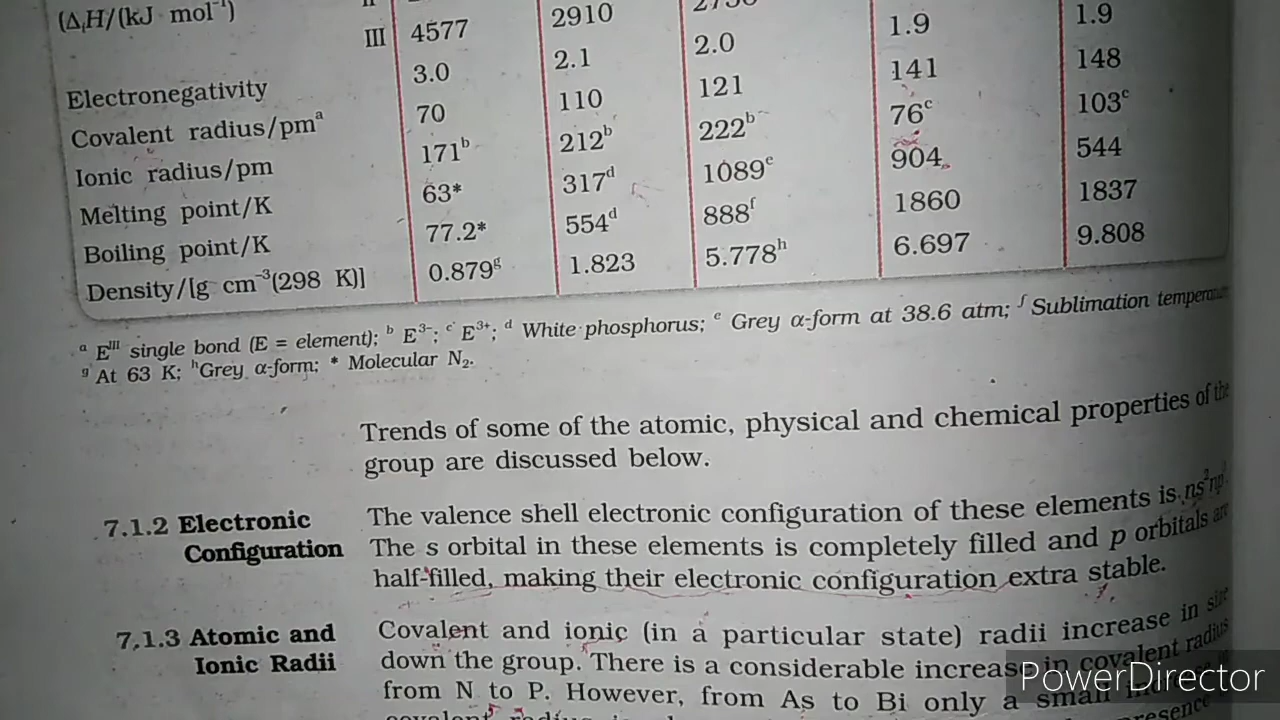 (ΔᵢH/(kJ mol⁻¹) II
III 4577 2910 2750 1.9 1.9
Electronegativity 3.0 2.1 2.0 141 148
Covalent radius/pmᵃ 70 110 121 76ᶜ 103ᶜ
Ionic radius/pm 171ᵇ 212ᵇ 222ᵇ 904 544
Melting point/K 63* 317ᵈ 1089ᵉ 1860 1837
Boiling point/K 77.2* 554ᵈ 888ᶠ 6.697 9.808
Density/[g cm⁻³(298 K)] 0.879ᵍ 1.823 5.778ʰ
ᵃ Eᴵᴵᴵ single bond (E = element); ᵇ E³⁻; ᶜ E³⁺; ᵈ White phosphorus; ᵉ Grey α-form at 38.6 atm; ᶠ Sublimation temperature
ᵍ At 63 K; ʰGrey α-form; * Molecular N₂.
Trends of some of the atomic, physical and chemical properties of the
group are discussed below.
7.1.2 Electronic Configuration
The valence shell electronic configuration of these elements is ns²np³.
The s orbital in these elements is completely filled and p orbitals are
half-filled, making their electronic configuration extra stable.
7.1.3 Atomic and Ionic Radii
Covalent and ionic (in a particular state) radii increase in size
down the group. There is a considerable increase in covalent radius
from N to P. However, from As to Bi only a small
covalent radius presence
PowerDirector